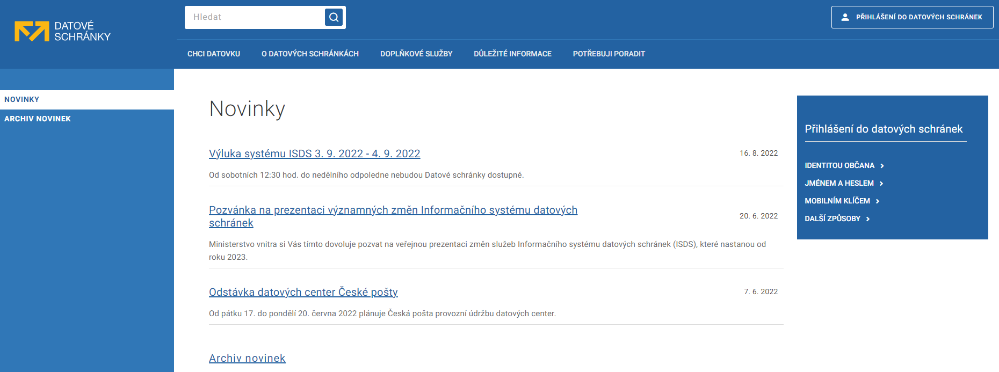 DATOVÉ
SCHRÁNKY
Hledat
PŘIHLÁŠENÍ DO DATOVÝCH SCHRÁNEK
CHCI DATOVKU
O DATOVÝCH SCHRÁNKÁCH
DOPLŇKOVÉ SLUŽBY
DŮLEŽITÉ INFORMACE
POTŘEBUJI PORADIT
NOVINKY
ARCHIV NOVINEK
Novinky
Výluka systému ISDS 3. 9. 2022 - 4. 9. 2022
16. 8. 2022
Od sobotních 12:30 hod. do nedělního odpoledne nebudou Datové schránky dostupné.
Pozvánka na prezentaci významných změn Informačního systému datových
schránek
20. 6. 2022
Ministerstvo vnitra si Vás tímto dovoluje pozvat na veřejnou prezentaci změn služeb Informačního systému datových schránek (ISDS), které nastanou od
roku 2023.
Odstávka datových center České pošty
7. 6. 2022
Od pátku 17. do pondělí 20. června 2022 plánuje Česká pošta provozní údržbu datových center.
Archiv novinek
Přihlášení do datových schránek
IDENTITOU OBČANA
JMÉNEM A HESLEM
MOBILNÍM KLÍČEM
DALŠÍ ZPŮSOBY